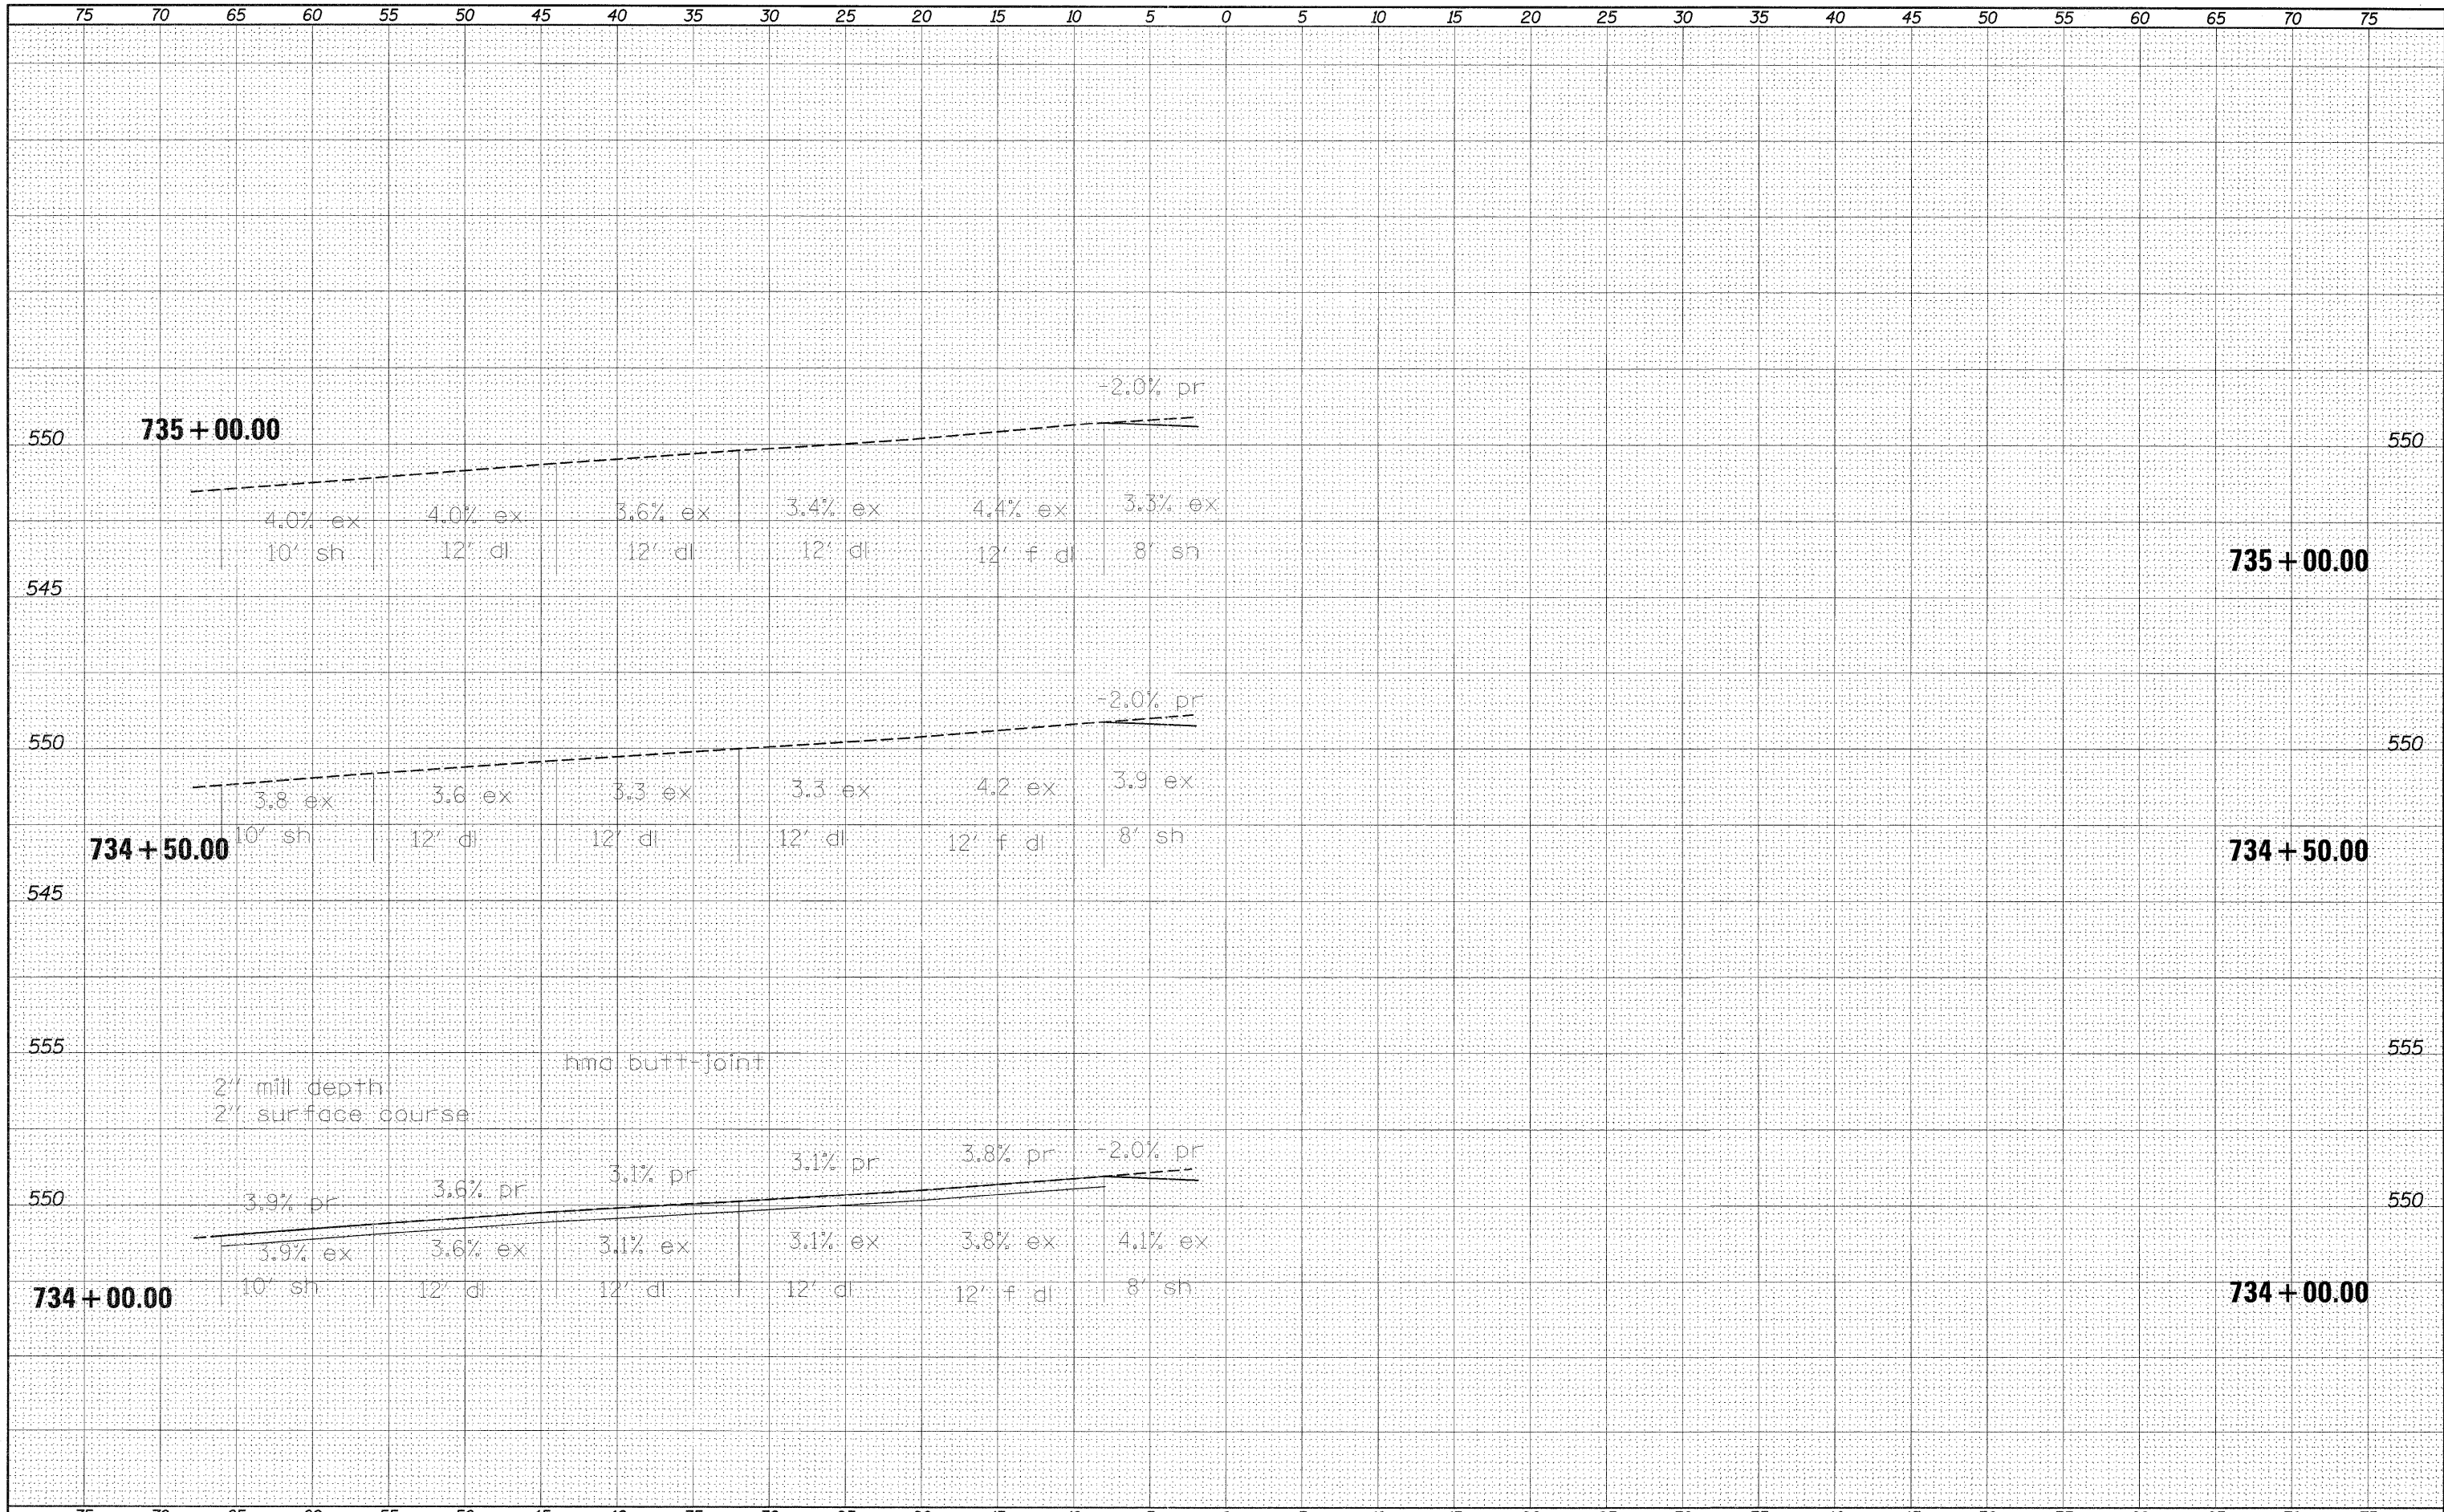 75 70 65 60 55 50 45 40 35 30 25 20 15 10 5 0 5 10 15 20 25 30 35 40 45 50 55 60 65 70 75
-2.0% pr
550 735+00.00 550
4.0% ex 4.0% ex 3.6% ex 3.4% ex 4.4% ex 3.3% ex
10' sh 12' dl 12' dl 12' dl 12' f dl 8' sh
735+00.00
545
-2.0% pr
550 550
3.8 ex 3.6 ex 3.3 ex 3.3 ex 4.2 ex 3.9 ex
10' sh 12' dl 12' dl 12' dl 12' f dl 8' sh
734+50.00 734+50.00
545
555 555
hma butt-joint
2" mill depth
2" surface course
3.9% pr 3.6% pr 3.1% pr 3.1% pr 3.8% pr -2.0% pr
550 550
3.9% ex 3.6% ex 3.1% ex 3.1% ex 3.8% ex 4.1% ex
10' sh 12' dl 12' dl 12' dl 12' f dl 8' sh
734+00.00 734+00.00